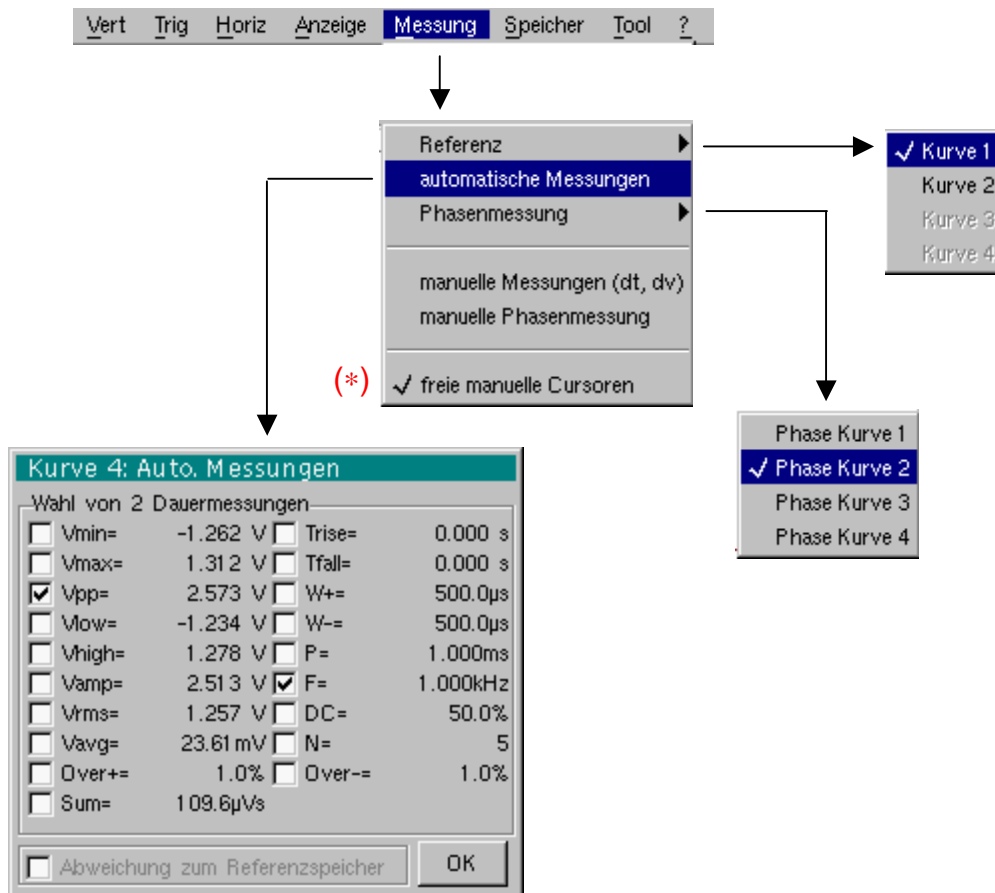 Vert Trig Horiz Anzeige Messung Speicher Tool ?
Referenz
automatische Messungen
Phasenmessung
manuelle Messungen (dt, dv)
manuelle Phasenmessung
(*) freie manuelle Cursoren
Kurve 1
Kurve 2
Kurve 3
Kurve 4
Phase Kurve 1
Phase Kurve 2
Phase Kurve 3
Phase Kurve 4
Kurve 4: Auto. Messungen
Wahl von 2 Dauermessungen
Vmin= -1.262 V Trise= 0.000 s
Vmax= 1.312 V Tfall= 0.000 s
Vpp= 2.573 V W+= 500.0µs
Vlow= -1.234 V W-= 500.0µs
Vhigh= 1.278 V P= 1.000ms
Vamp= 2.513 V F= 1.000kHz
Vrms= 1.257 V DC= 50.0%
Vavg= 23.61mV N= 5
Over+= 1.0% Over-= 1.0%
Sum= 109.6µVs
Abweichung zum Referenzspeicher OK